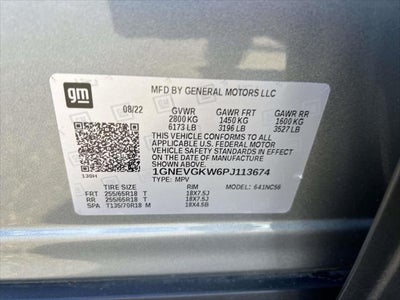 gm
MFD BY GENERAL MOTORS LLC
08/22 GVWR GAWR FRT GAWR RR
2800 KG 1450 KG 1600 KG
6173 LB 3196 LB 3527 LB
THIS VEHICLE CONFORMS TO ALL
APPLICABLE U.S. FEDERAL MOTOR
VEHICLE SAFETY STANDARDS IN EFFECT
ON THE DATE OF MANUFACTURE
SHOWN ABOVE.
1GNEVGKW6PJ113674
TYPE: MPV
TIRE SIZE RIM MODEL: 641NC56
FRT 255/65R18 T 18X7.5J
RR 255/65R18 T 18X7.5J
SPA T135/70R18 M 18X4.5B